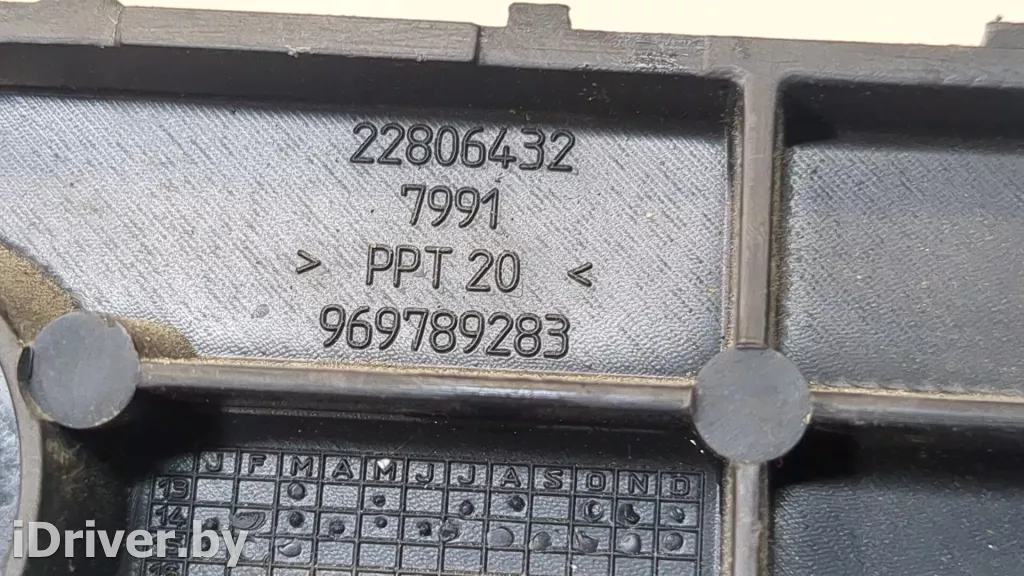 22806432
7991
> PPT 20 <
969789283
J F M A M J J A S O N D
13
14
iDriver.by